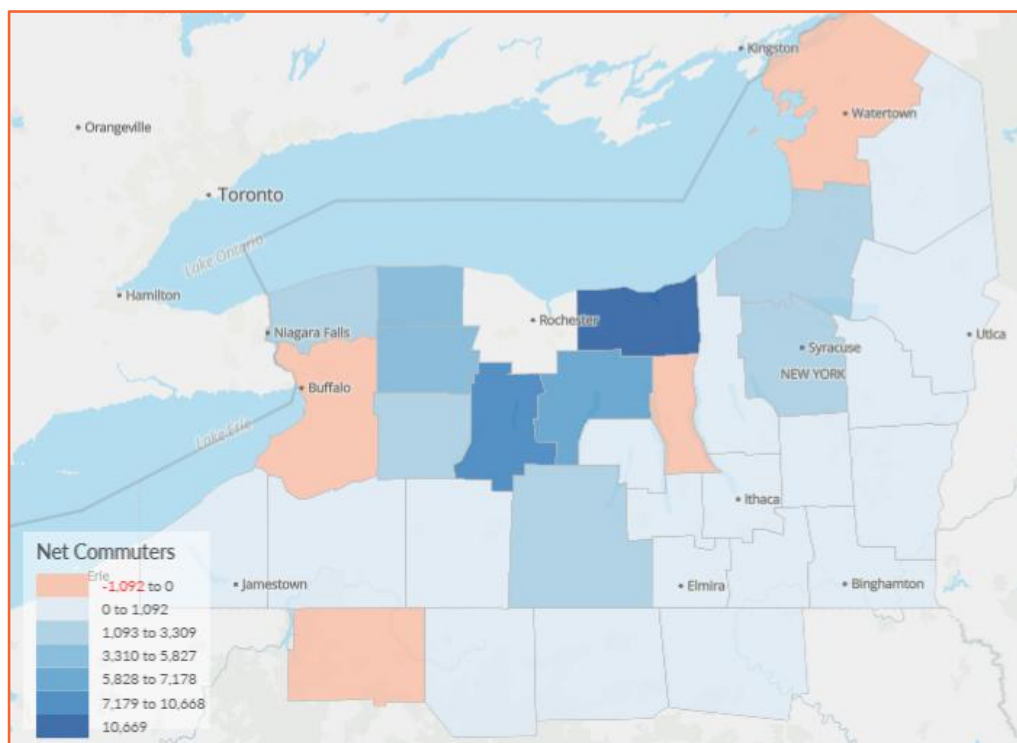 Kingston
Orangeville
Watertown
Toronto
Lake Ontario
Hamilton
Rochester
Niagara Falls
Utica
Syracuse
NEW YORK
Buffalo
Lake Erie
Ithaca
Net Commuters
Erie
-1,092 to 0
Jamestown
Elmira
Binghamton
0 to 1,092
1,093 to 3,309
3,310 to 5,827
5,828 to 7,178
7,179 to 10,668
10,669